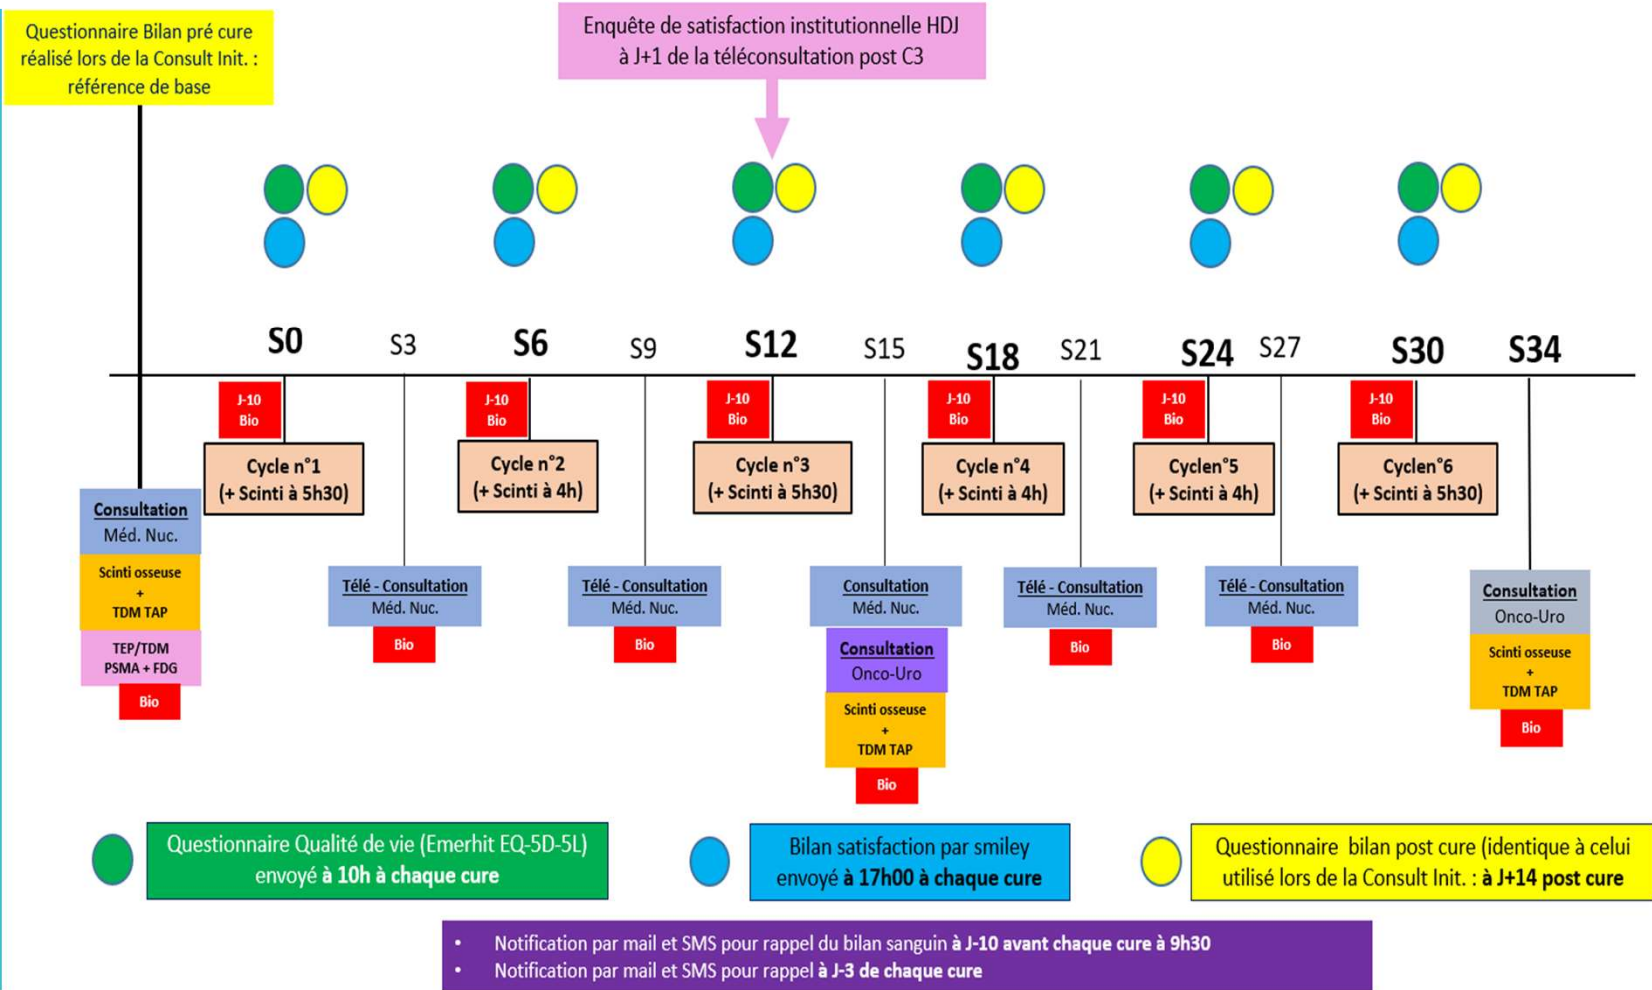 Questionnaire Bilan pré cure
réalisé lors de la Consult Init. :
référence de base
Enquête de satisfaction institutionnelle HDJ
à J+1 de la téléconsultation post C3
S0
S3
S6
S9
S12
S15
S18
S21
S24
S27
S30
S34
J-10
Bio
J-10
Bio
J-10
Bio
J-10
Bio
J-10
Bio
J-10
Bio
Cycle n°1
(+ Scinti à 5h30)
Cycle n°2
(+ Scinti à 4h)
Cycle n°3
(+ Scinti à 5h30)
Cycle n°4
(+ Scinti à 4h)
Cyclen°5
(+ Scinti à 4h)
Cyclen°6
(+ Scinti à 5h30)
Consultation
Méd. Nuc.
Scinti osseuse
+
TDM TAP
TEP/TDM
PSMA + FDG
Bio
Télé - Consultation
Méd. Nuc.
Bio
Télé - Consultation
Méd. Nuc.
Bio
Consultation
Méd. Nuc.
Consultation
Onco-Uro
Scinti osseuse
+
TDM TAP
Bio
Télé - Consultation
Méd. Nuc.
Bio
Télé - Consultation
Méd. Nuc.
Bio
Consultation
Onco-Uro
Scinti osseuse
+
TDM TAP
Bio
Questionnaire Qualité de vie (Emerhit EQ-5D-5L)
envoyé à 10h à chaque cure
Bilan satisfaction par smiley
envoyé à 17h00 à chaque cure
Questionnaire bilan post cure (identique à celui
utilisé lors de la Consult Init. : à J+14 post cure
• Notification par mail et SMS pour rappel du bilan sanguin à J-10 avant chaque cure à 9h30
• Notification par mail et SMS pour rappel à J-3 de chaque cure